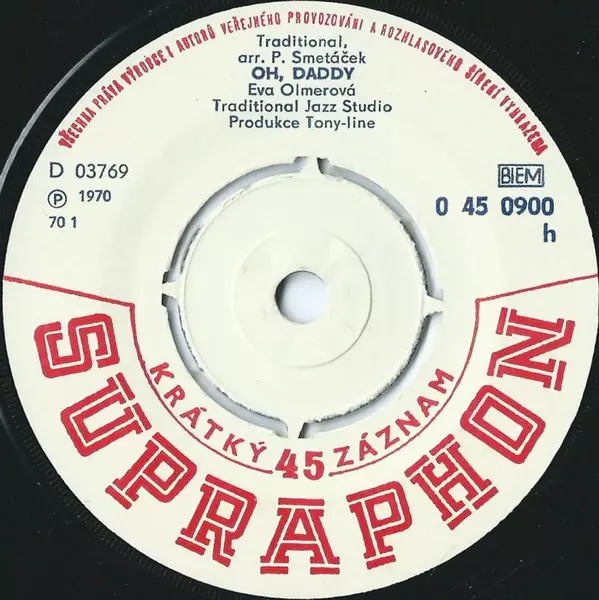 VŠECHNA PRÁVA VÝROBCE I AUTORŮ VEŘEJNÉHO PROVOZOVÁNÍ A ROZHLASOVÉHO ŠÍŘENÍ VYHRAŽENA
Traditional,
arr. P. Smetáček
OH, DADDY
Eva Olmerová
Traditional Jazz Studio
Produkce Tony-line
D 03769
Ⓟ 1970
70 1
BIEM
0 45 0900
h
KRÁTKÝ 45 ZÁZNAM
SUPRAPHON